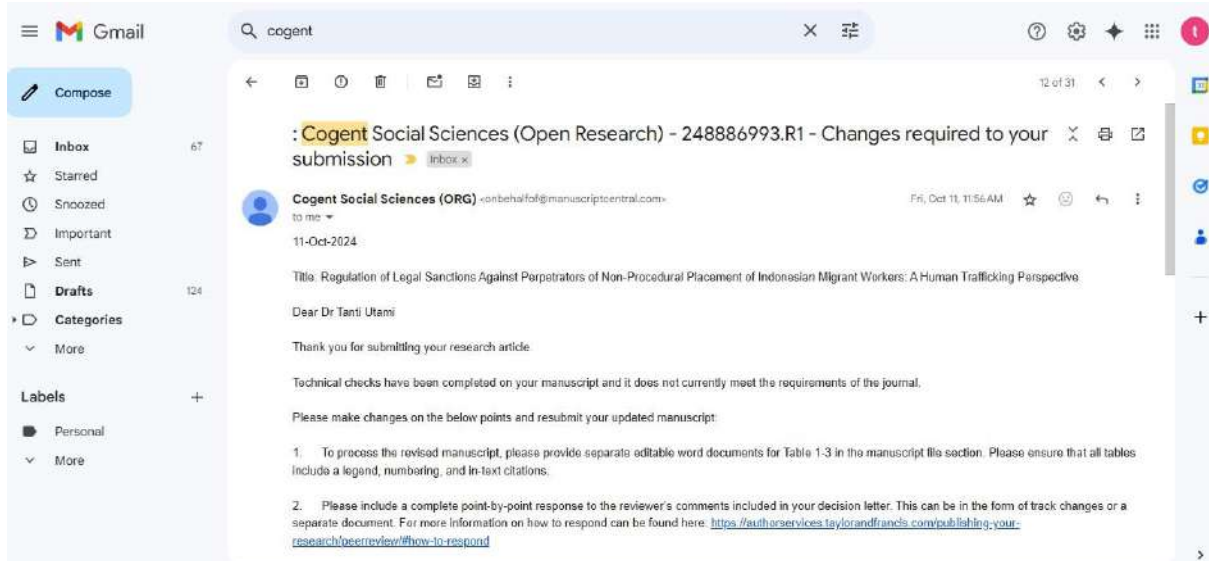 Gmail
cogent
Compose
12 of 31
: Cogent Social Sciences (Open Research) - 248886993.R1 - Changes required to your
submission Inbox x
Inbox 67
Starred
Snoozed
Important
Sent
Drafts 124
Categories
More
Labels
Personal
More
Cogent Social Sciences (ORG) <onbehalfof@manuscriptcentral.com>
Fri, Oct 11, 11:56 AM
to me
11-Oct-2024
Title: Regulation of Legal Sanctions Against Perpetrators of Non-Procedural Placement of Indonesian Migrant Workers: A Human Trafficking Perspective
Dear Dr Tanti Utami
Thank you for submitting your research article
Technical checks have been completed on your manuscript and it does not currently meet the requirements of the journal.
Please make changes on the below points and resubmit your updated manuscript:
1. To process the revised manuscript, please provide separate editable word documents for Table 1-3 in the manuscript file section. Please ensure that all tables
include a legend, numbering, and in-text citations.
2. Please include a complete point-by-point response to the reviewer's comments included in your decision letter. This can be in the form of track changes or a
separate document. For more information on how to respond can be found here: https://authorservices.taylorandfrancis.com/publishing-your-
research/peerreview/#how-to-respond
t